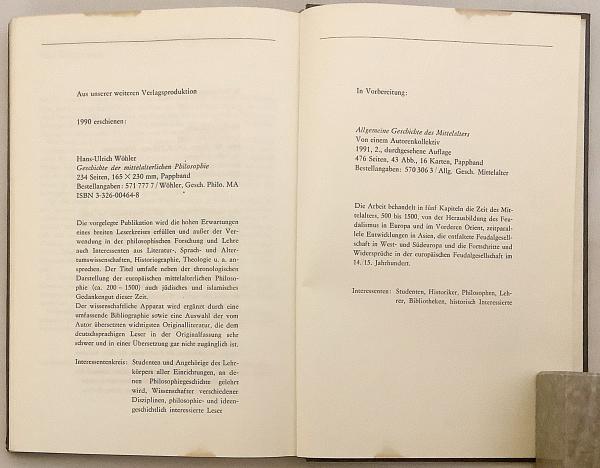 Aus unserer weiteren Verlagsproduktion
1990 erschienen:
Hans-Ulrich Wöhler
Geschichte der mittelalterlichen Philosophie
234 Seiten, 165 × 230 mm, Pappband
Bestellangaben: 571 777 7 / Wöhler, Gesch. Philo. MA
ISBN 3-326-00464-8
Die vorgelegte Publikation wird die hohen Erwartungen
eines breiten Leserkreises erfüllen und außer der Ver-
wendung in der philosophischen Forschung und Lehre
auch Interessenten aus Literatur-, Sprach- und Alter-
tumswissenschaften, Historiographie, Theologie u. a. an-
sprechen. Der Titel umfaßt neben der chronologischen
Darstellung der europäischen mittelalterlichen Philoso-
phie (ca. 200 – 1500) auch jüdisches und islamisches
Gedankengut dieser Zeit.
Der wissenschaftliche Apparat wird ergänzt durch eine
umfassende Bibliographie sowie eine Auswahl der vom
Autor übersetzten wichtigsten Originalliteratur, die dem
deutschsprachigen Leser in der Originalfassung sehr
schwer und in einer Übersetzung gar nicht zugänglich ist.
Interessentenkreis: Studenten und Angehörige des Lehr-
körpers aller Einrichtungen, an de-
nen Philosophiegeschichte gelehrt
wird, Wissenschaftler verschiedener
Disziplinen, philosophie- und ideen-
geschichtlich interessierte Leser
In Vorbereitung:
Allgemeine Geschichte des Mittelalters
Von einem Autorenkollektiv
1991, 2., durchgesehene Auflage
476 Seiten, 43 Abb., 16 Karten, Pappband
Bestellangaben: 570 306 3 / Allg. Gesch. Mittelalter
Die Arbeit behandelt in fünf Kapiteln die Zeit des Mit-
telalters, 500 bis 1500, von der Herausbildung des Feu-
dalismus in Europa und im Vorderen Orient, zeitparal-
lele Entwicklungen in Asien, die entfaltete Feudalgesell-
schaft in West- und Südeuropa und die Fortschritte und
Widersprüche in der europäischen Feudalgesellschaft im
14./15. Jahrhundert.
Interessenten: Studenten, Historiker, Philosophen, Leh-
rer, Bibliotheken, historisch Interessierte